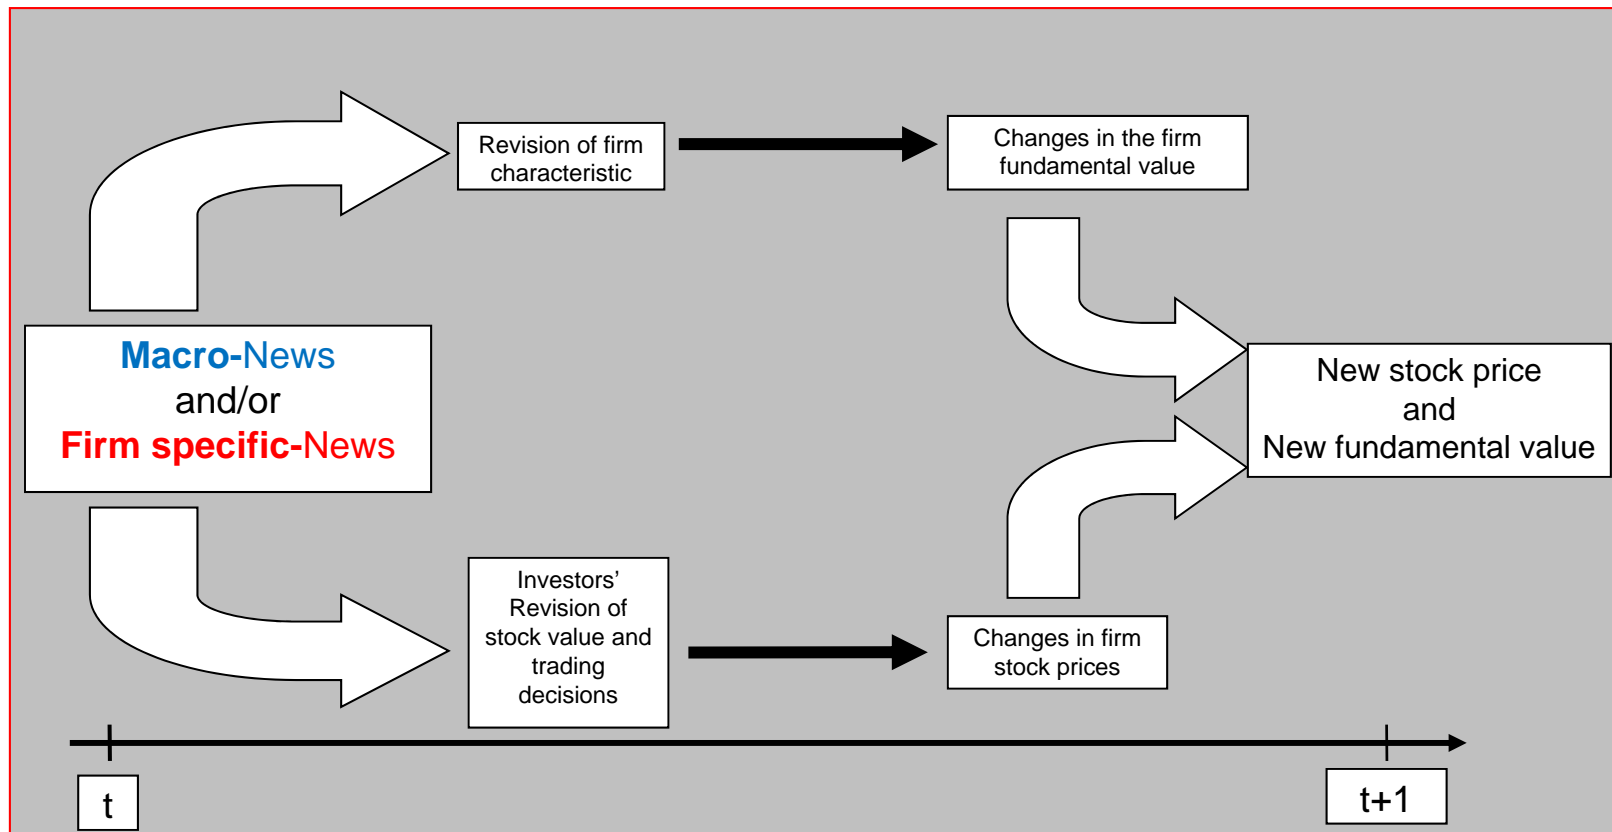 Revision of firm
characteristic
Changes in the firm
fundamental value
Macro-News
and/or
Firm specific-News
New stock price
and
New fundamental value
Investors’
Revision of
stock value and
trading
decisions
Changes in firm
stock prices
t
t+1